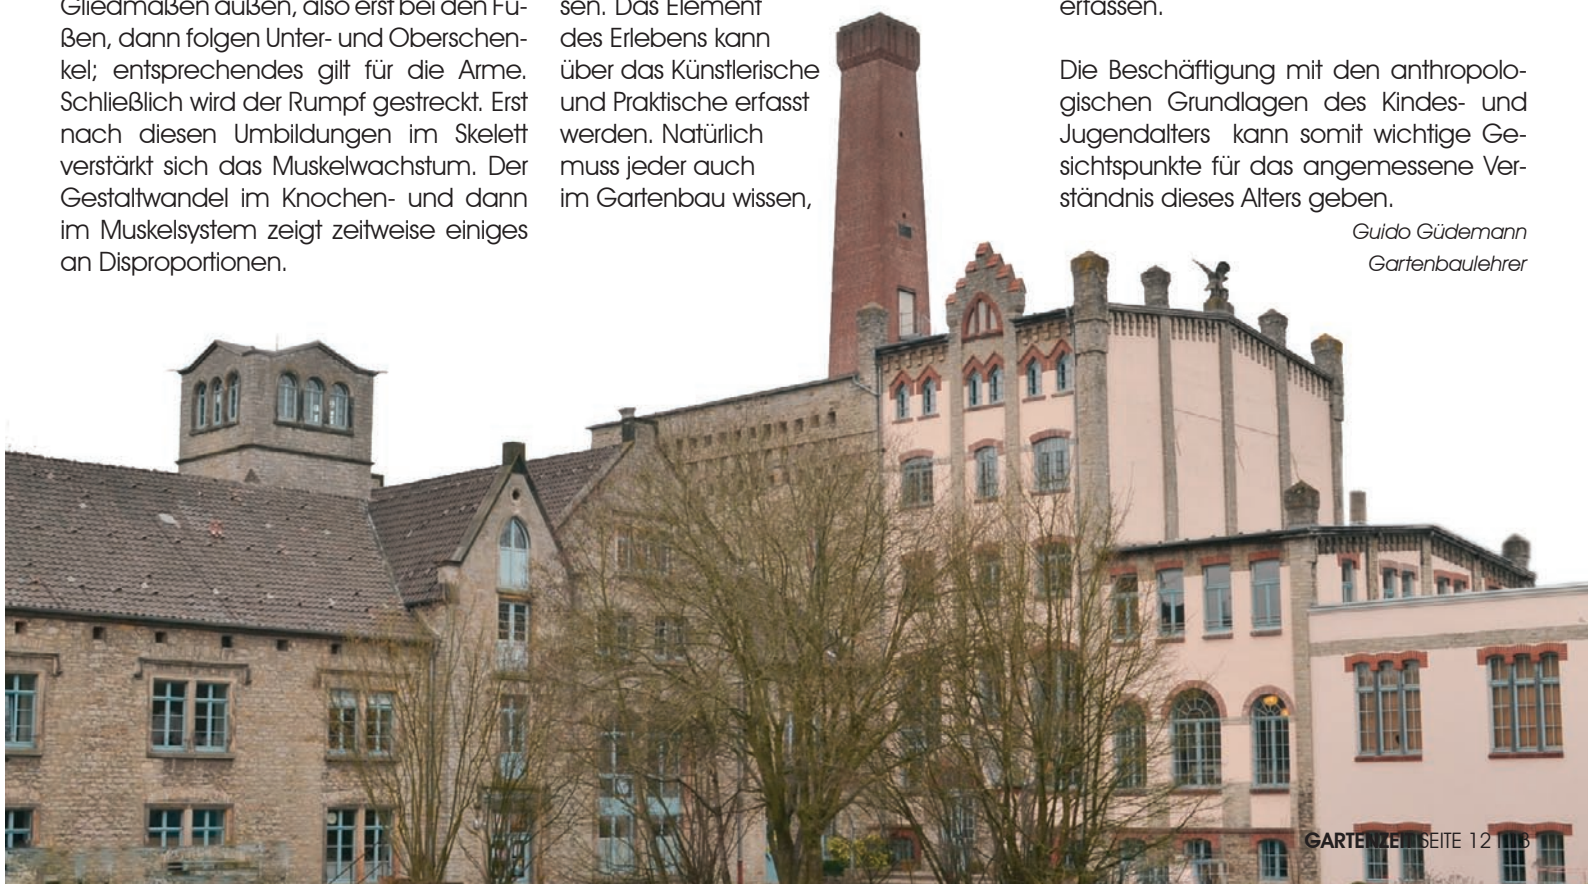 Gliedmaßen außen, also erst bei den Fü-
ßen, dann folgen Unter- und Oberschen-
kel; entsprechendes gilt für die Arme.
Schließlich wird der Rumpf gestreckt. Erst
nach diesen Umbildungen im Skelett
verstärkt sich das Muskelwachstum. Der
Gestaltwandel im Knochen- und dann
im Muskelsystem zeigt zeitweise einiges
an Disproportionen.
sen. Das Element
des Erlebens kann
über das Künstlerische
und Praktische erfasst
werden. Natürlich
muss jeder auch
im Gartenbau wissen,
erfassen.
Die Beschäftigung mit den anthropolo-
gischen Grundlagen des Kindes- und
Jugendalters kann somit wichtige Ge-
sichtspunkte für das angemessene Ver-
ständnis dieses Alters geben.
Guido Güdemann
Gartenbaulehrer
GARTENZEIT SEITE 12